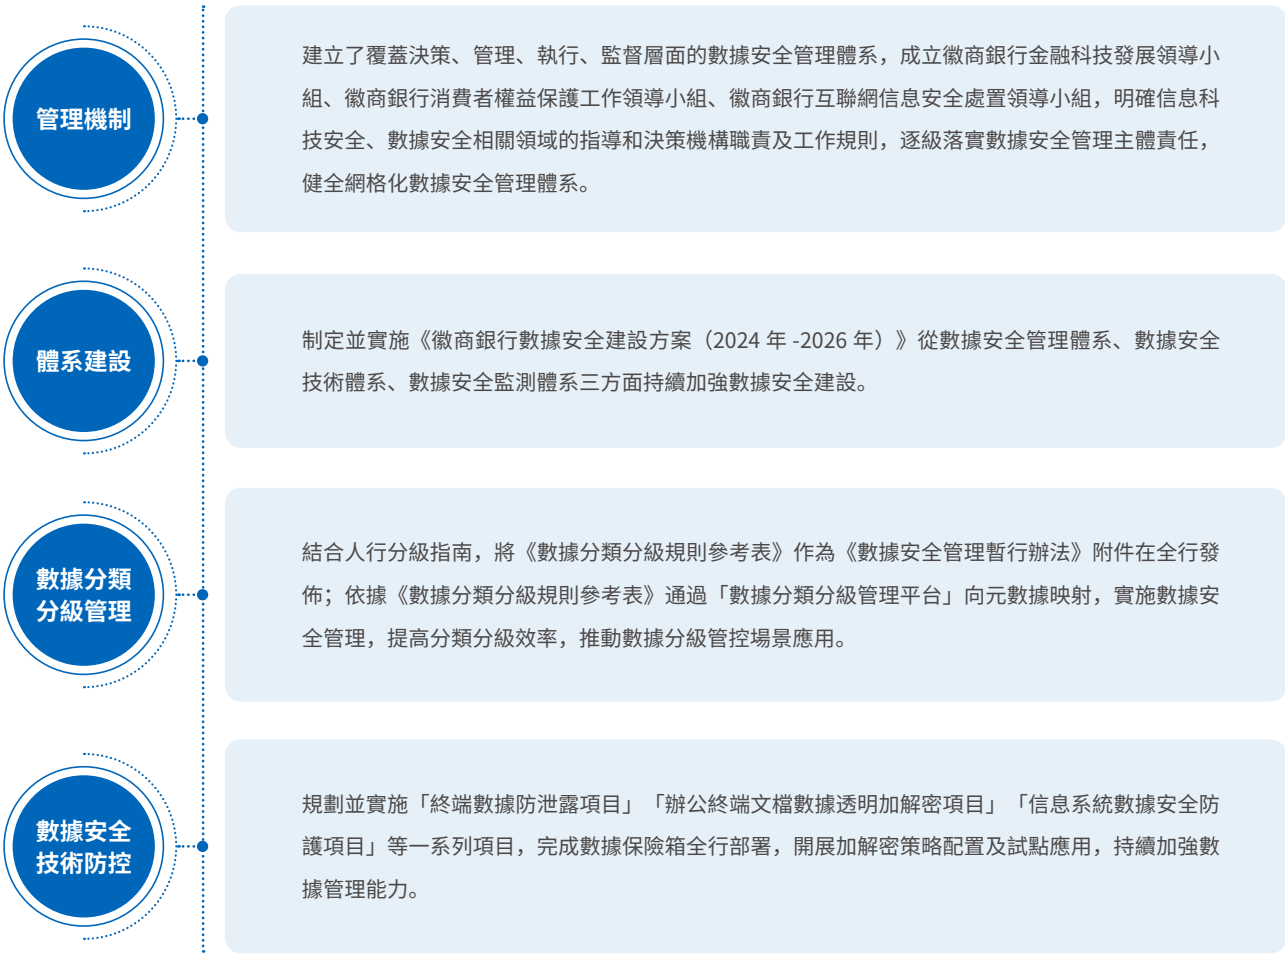 管理機制
建立了覆蓋決策、管理、執行、監督層面的數據安全管理體系，成立徽商銀行金融科技發展領導小
組、徽商銀行消費者權益保護工作領導小組、徽商銀行互聯網信息安全處置領導小組，明確信息科
技安全、數據安全相關領域的指導和決策機構職責及工作規則，逐級落實數據安全管理主體責任，
健全網格化數據安全管理體系。
體系建設
制定並實施《徽商銀行數據安全建設方案（2024 年 -2026 年）》從數據安全管理體系、數據安全
技術體系、數據安全監測體系三方面持續加強數據安全建設。
數據分類
分級管理
結合人行分級指南，將《數據分類分級規則參考表》作為《數據安全管理暫行辦法》附件在全行發
佈；依據《數據分類分級規則參考表》通過「數據分類分級管理平台」向元數據映射，實施數據安
全管理，提高分類分級效率，推動數據分級管控場景應用。
數據安全
技術防控
規劃並實施「終端數據防泄露項目」「辦公終端文檔數據透明加解密項目」「信息系統數據安全防
護項目」等一系列項目，完成數據保險箱全行部署，開展加解密策略配置及試點應用，持續加強數
據管理能力。